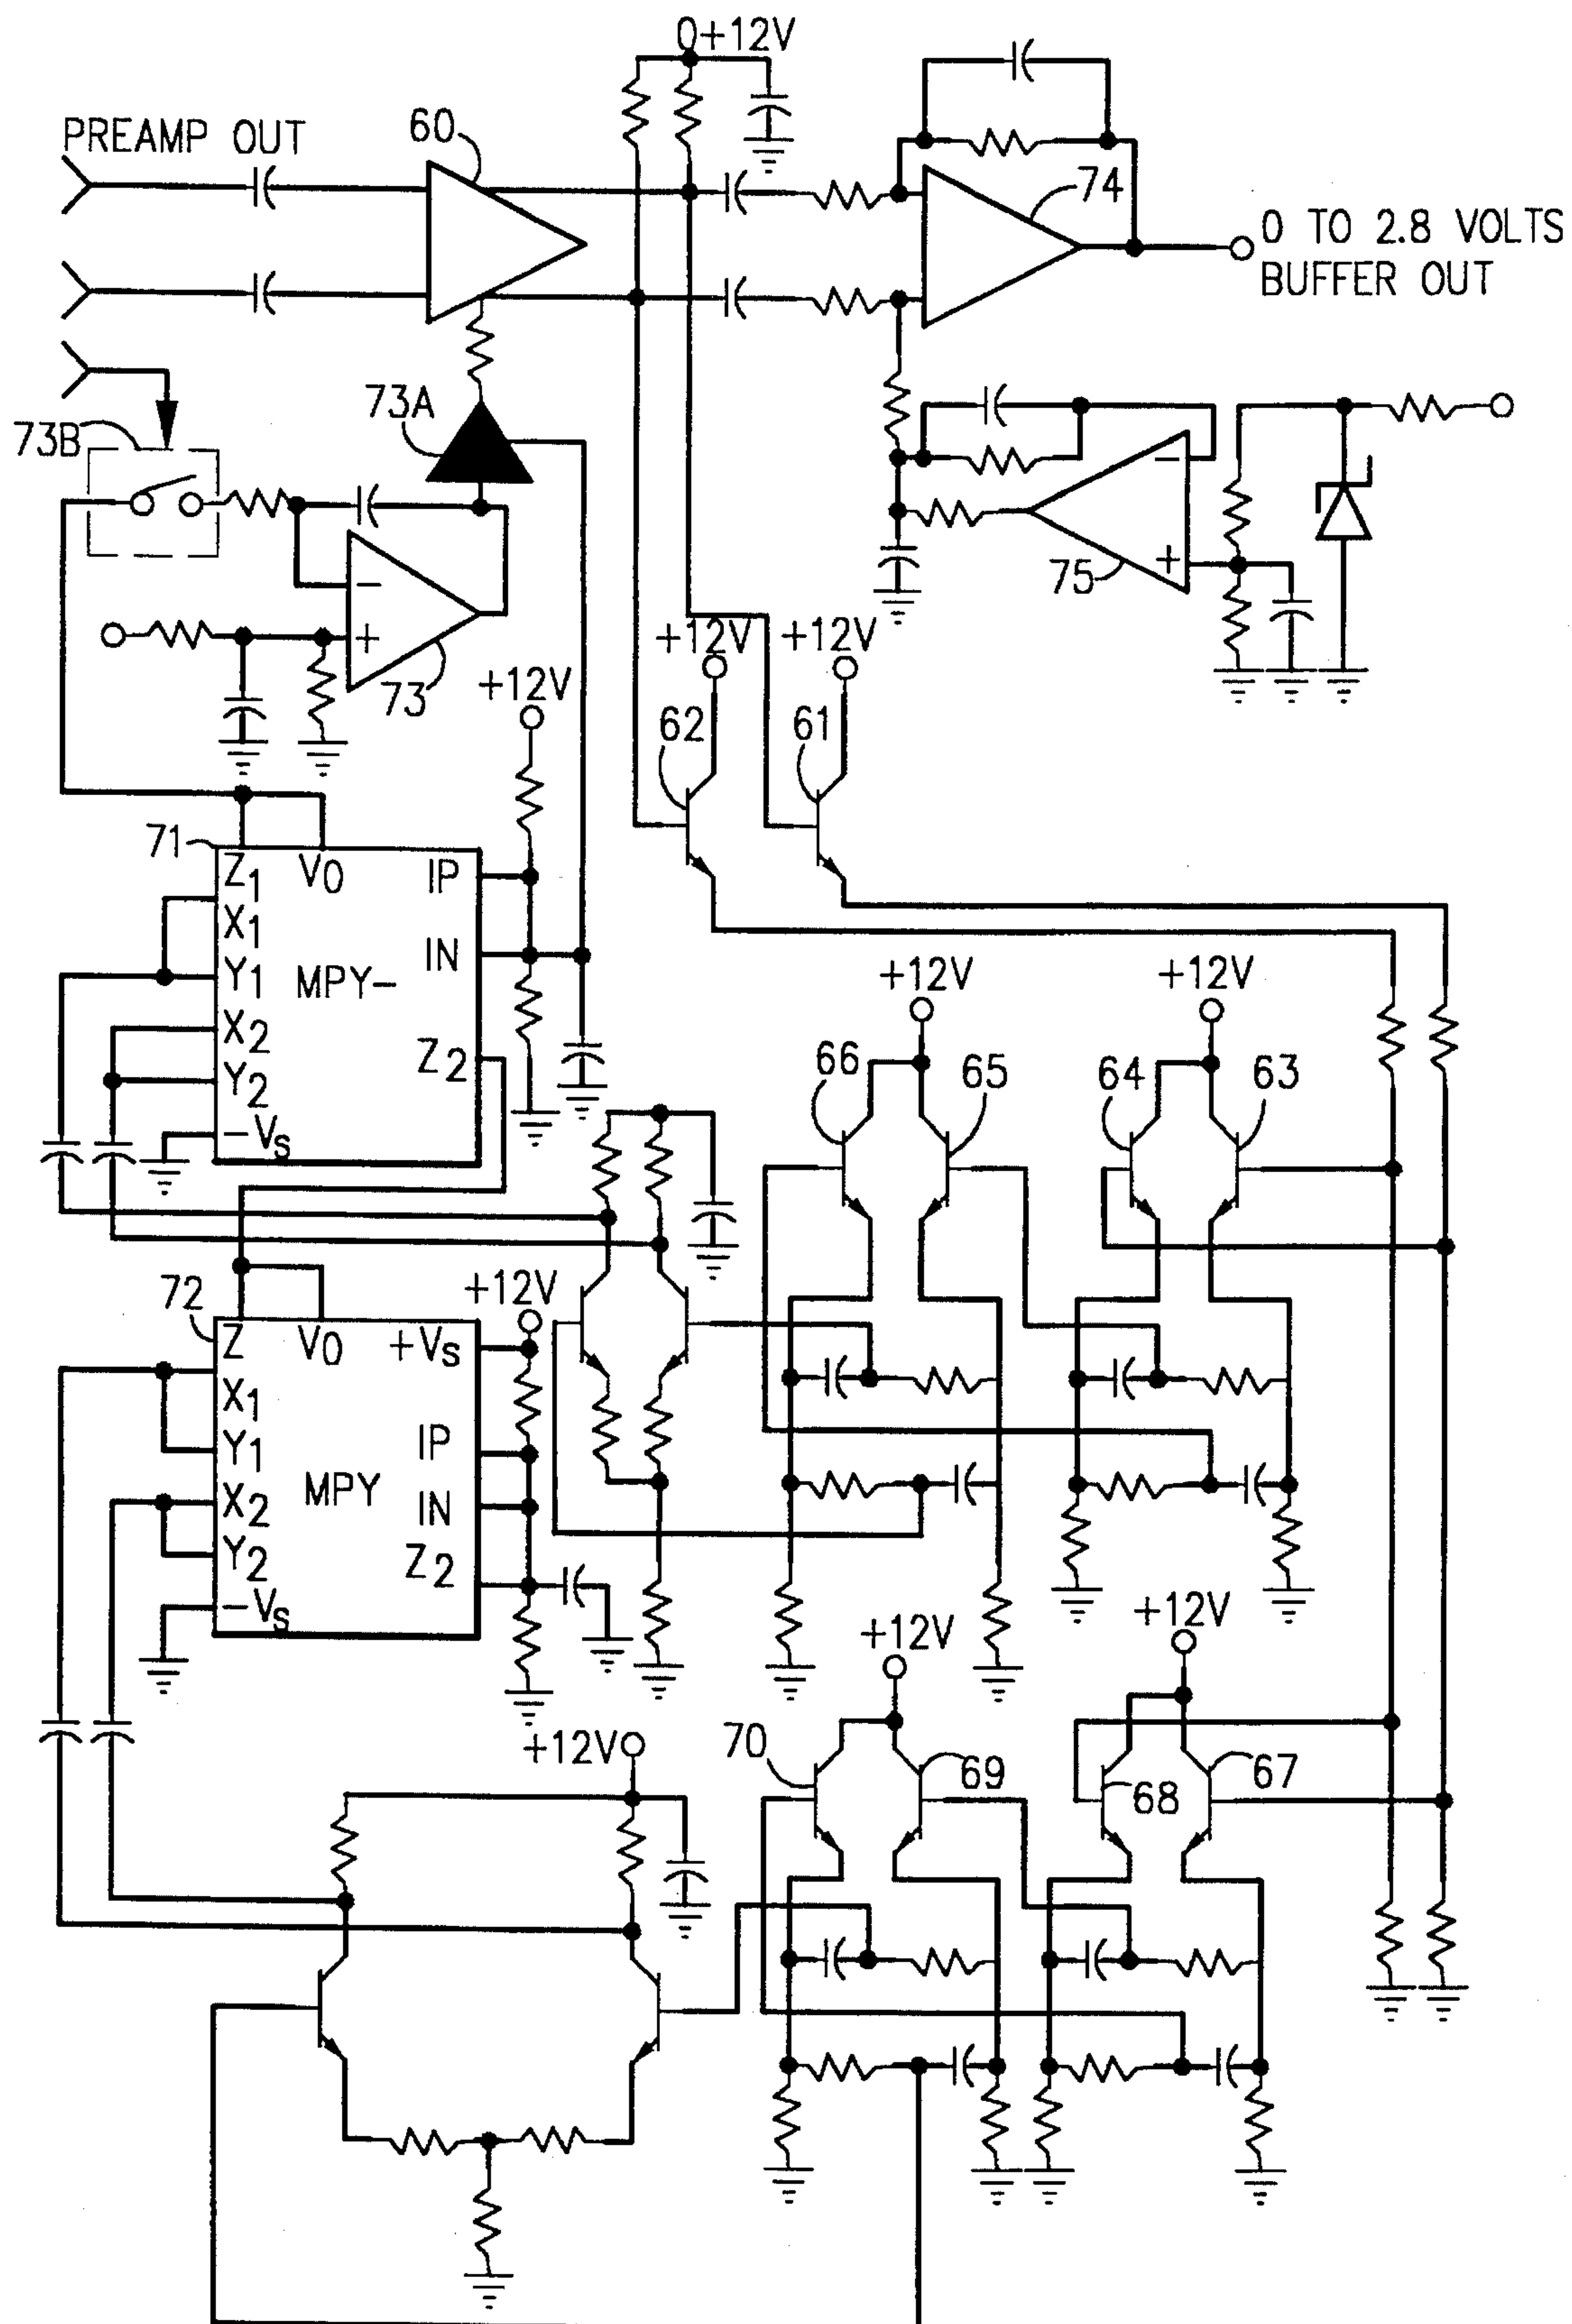 0+12V
PREAMP OUT
60
74
0 TO 2.8 VOLTS
BUFFER OUT
73A
73B
−
+
73
−
+
75
+12V
+12V
+12V
62
61
71
Z1
V0
IP
X1
Y1
MPY-
IN
X2
Y2
Z2
-VS
+12V
+12V
66
65
64
63
72
+12V
Z
V0
+VS
X1
Y1
IP
MPY
X2
IN
Y2
Z2
-VS
+12V
+12V
+12V
70
69
68
67